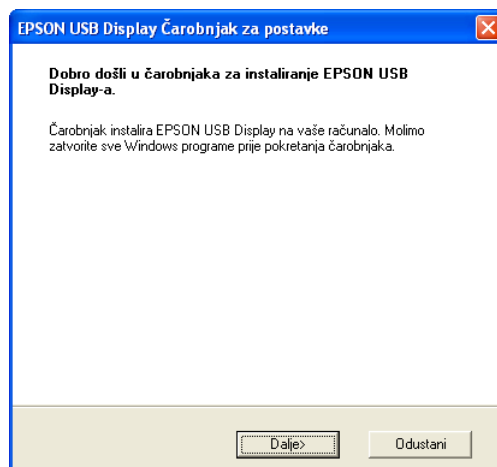 EPSON USB Display Čarobnjak za postavke
Dobro došli u čarobnjaka za instaliranje EPSON USB
Display-a.
Čarobnjak instalira EPSON USB Display na vaše računalo. Molimo
zatvorite sve Windows programe prije pokretanja čarobnjaka.
Dalje>
Odustani